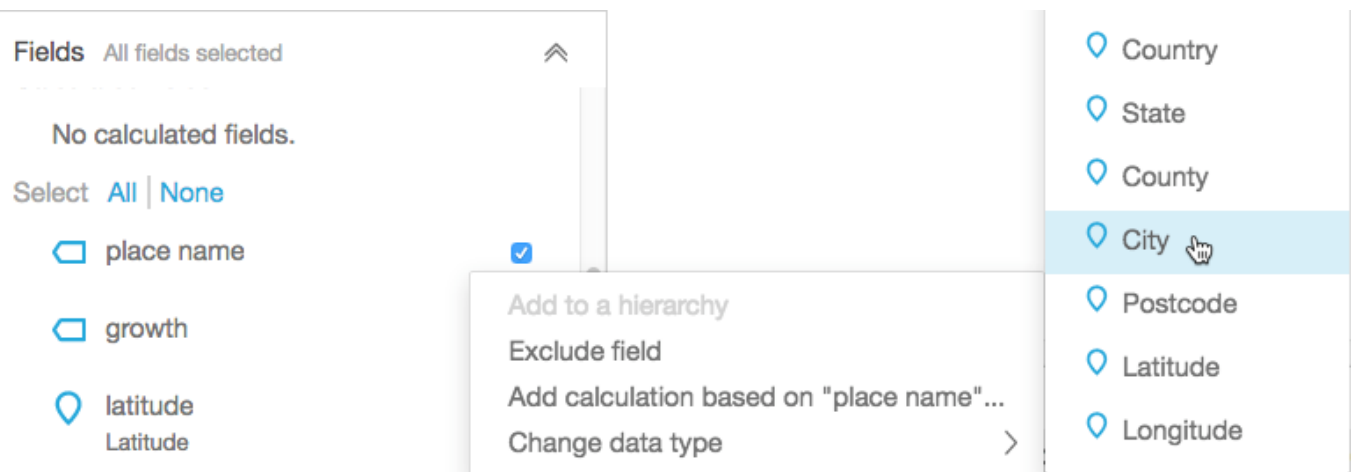 Fields All fields selected
No calculated fields.
Select All | None
place name
growth
latitude
Latitude
Add to a hierarchy
Exclude field
Add calculation based on "place name"...
Change data type
Country
State
County
City
Postcode
Latitude
Longitude